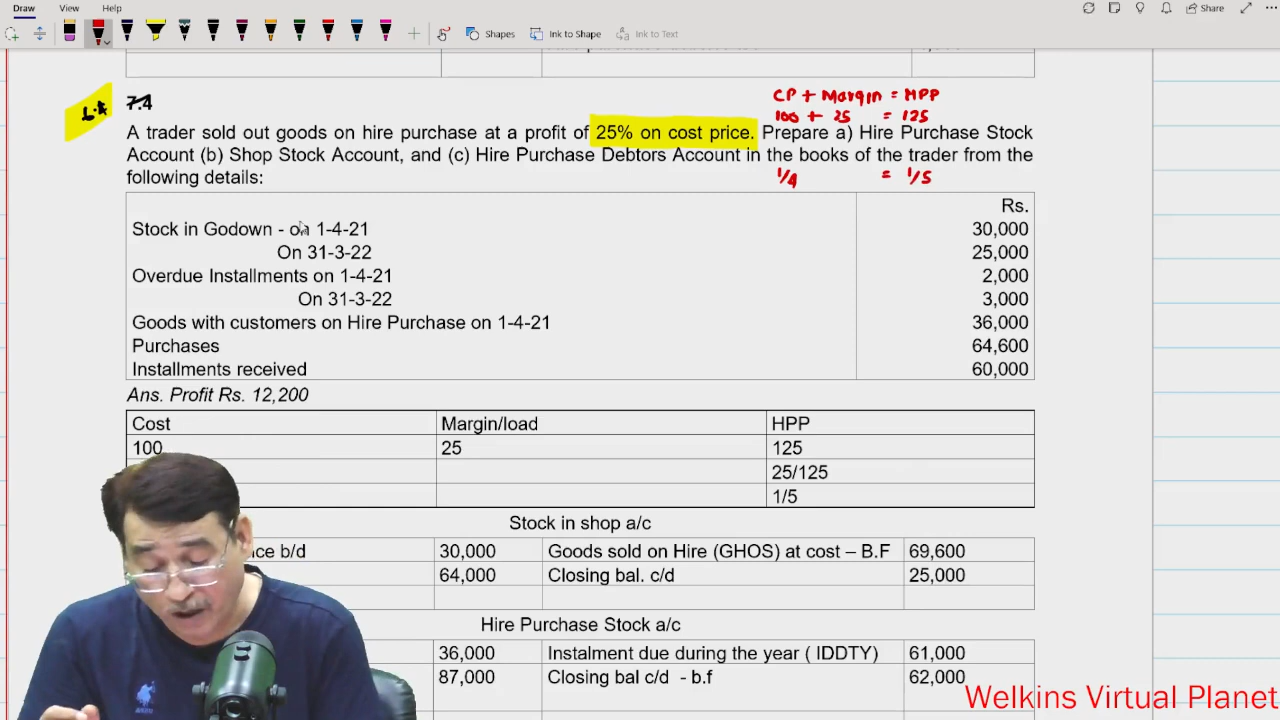 Draw View Help
Share
Shapes Ink to Shape Ink to Text
6.4 7.4
CP + Margin = HPP
100 + 25 = 125
A trader sold out goods on hire purchase at a profit of 25% on cost price. Prepare a) Hire Purchase Stock
Account (b) Shop Stock Account, and (c) Hire Purchase Debtors Account in the books of the trader from the
following details:
1/4 = 1/5
Rs.
Stock in Godown - on 1-4-21 30,000
On 31-3-22 25,000
Overdue Installments on 1-4-21 2,000
On 31-3-22 3,000
Goods with customers on Hire Purchase on 1-4-21 36,000
Purchases 64,600
Installments received 60,000
Ans. Profit Rs. 12,200
Cost Margin/load HPP
100 25 125
25/125
1/5
Stock in shop a/c
b/d 30,000 Goods sold on Hire (GHOS) at cost – B.F 69,600
64,000 Closing bal. c/d 25,000
Hire Purchase Stock a/c
36,000 Instalment due during the year ( IDDTY) 61,000
87,000 Closing bal c/d - b.f 62,000
Welkins Virtual Planet